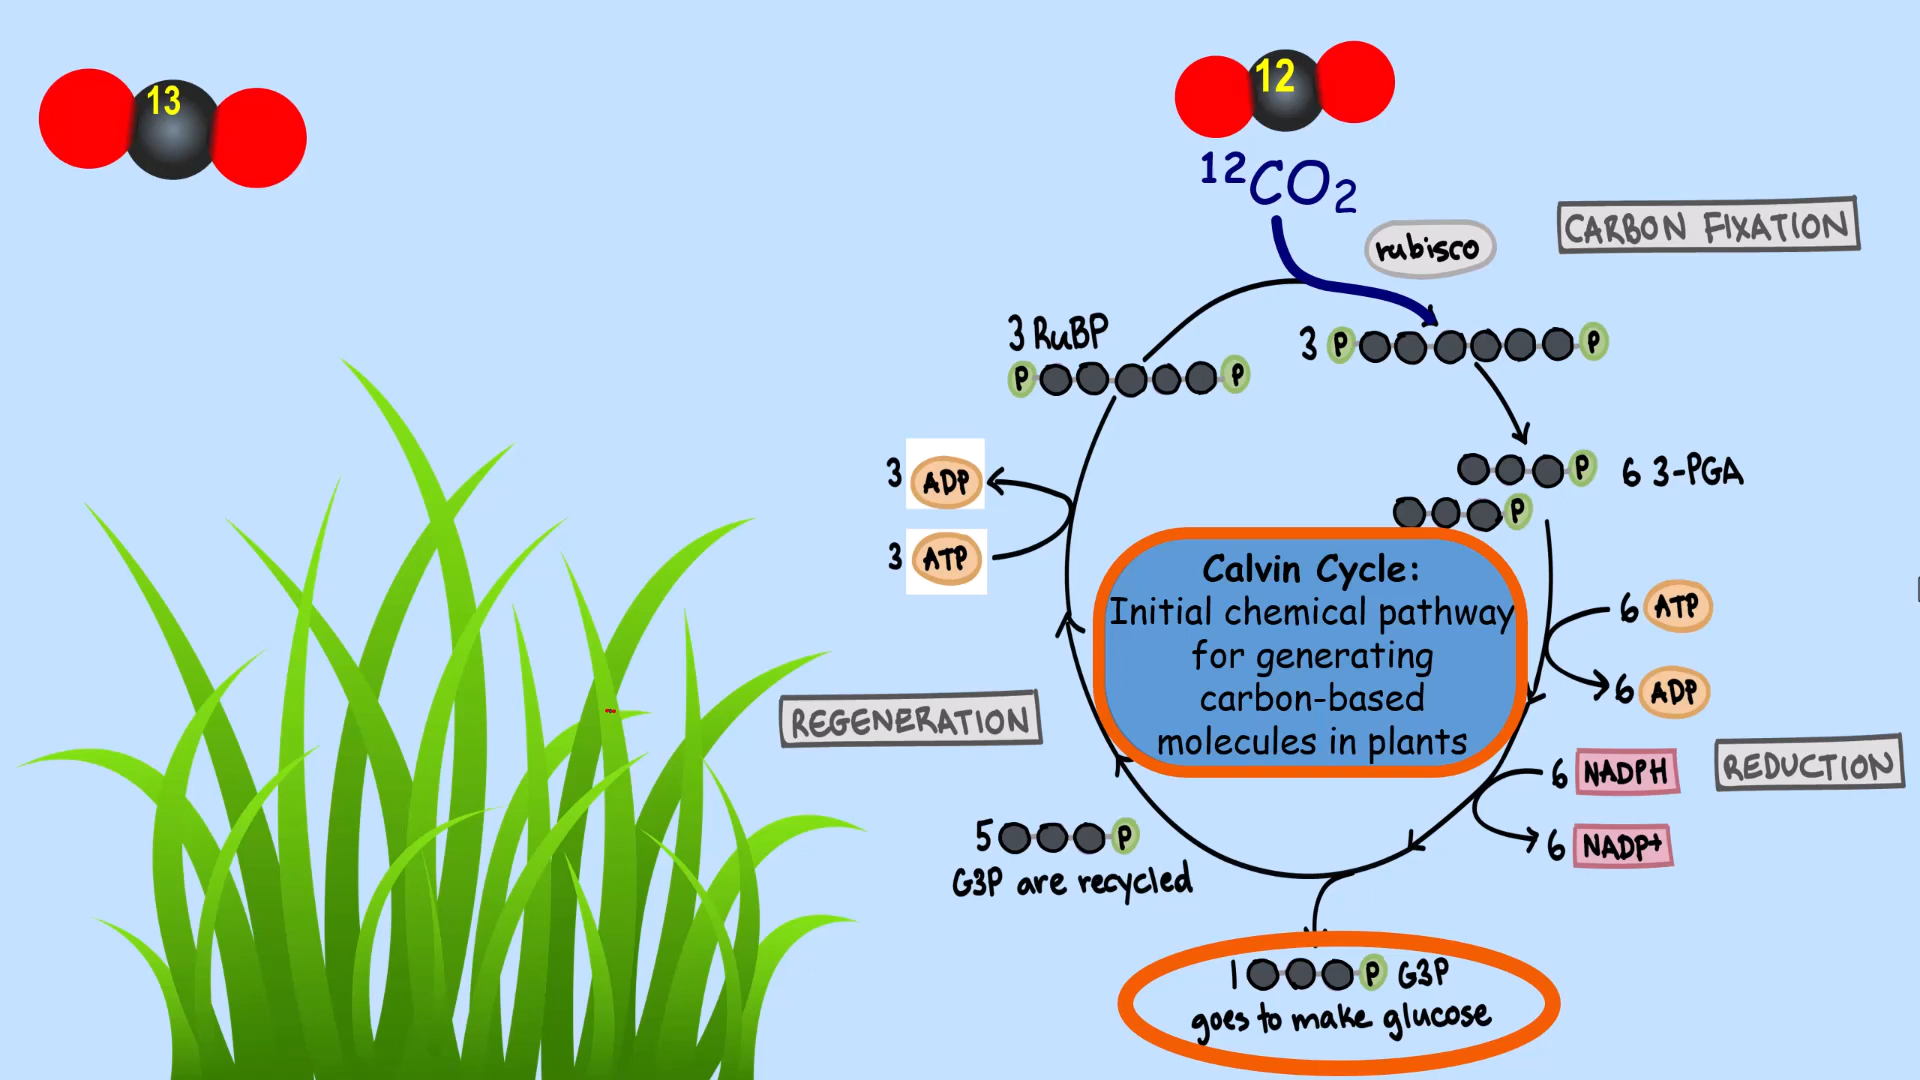 13
12
¹²CO₂
rubisco
CARBON FIXATION
3 RuBP
P P
3 P P
3 ADP
P 6 3-PGA
P
3 ATP
Calvin Cycle:
Initial chemical pathway
for generating
carbon-based
molecules in plants
6 ATP
6 ADP
REGENERATION
6 NADPH
REDUCTION
6 NADP+
5 P
G3P are recycled
1 P G3P
goes to make glucose